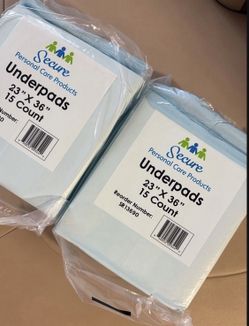 Secure
Personal Care Products
Underpads
23" X 36"
15 Count
Secure
Personal Care Products
Underpads
23" X 36"
15 Count
Reorder Number: